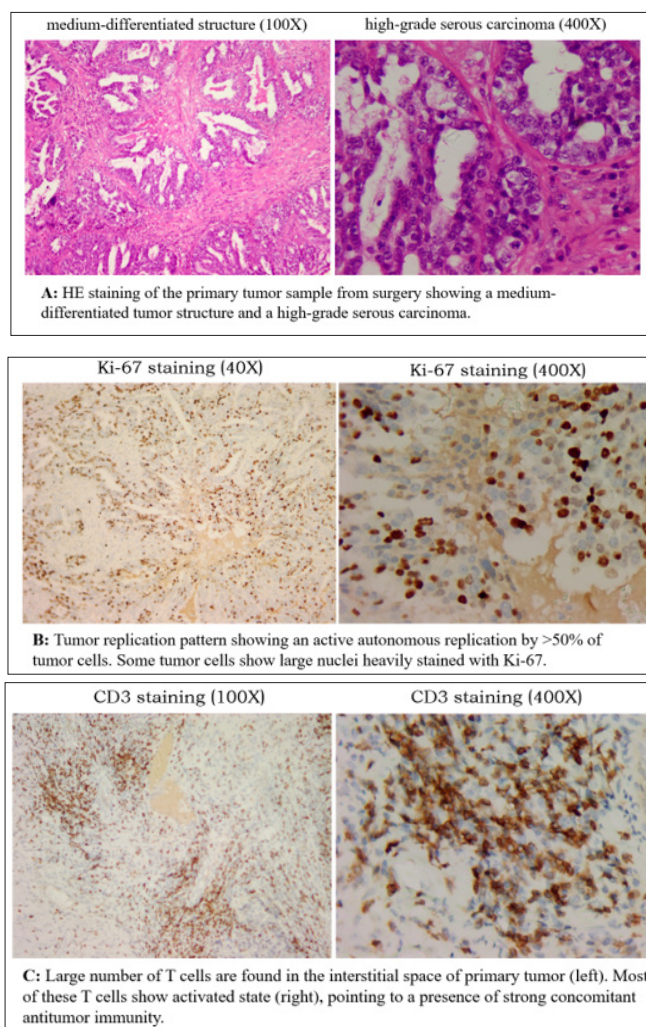 medium-differentiated structure (100X) high-grade serous carcinoma (400X)
A: HE staining of the primary tumor sample from surgery showing a medium-
differentiated tumor structure and a high-grade serous carcinoma.
Ki-67 staining (40X) Ki-67 staining (400X)
B: Tumor replication pattern showing an active autonomous replication by >50% of
tumor cells. Some tumor cells show large nuclei heavily stained with Ki-67.
CD3 staining (100X) CD3 staining (400X)
C: Large number of T cells are found in the interstitial space of primary tumor (left). Most
of these T cells show activated state (right), pointing to a presence of strong concomitant
antitumor immunity.